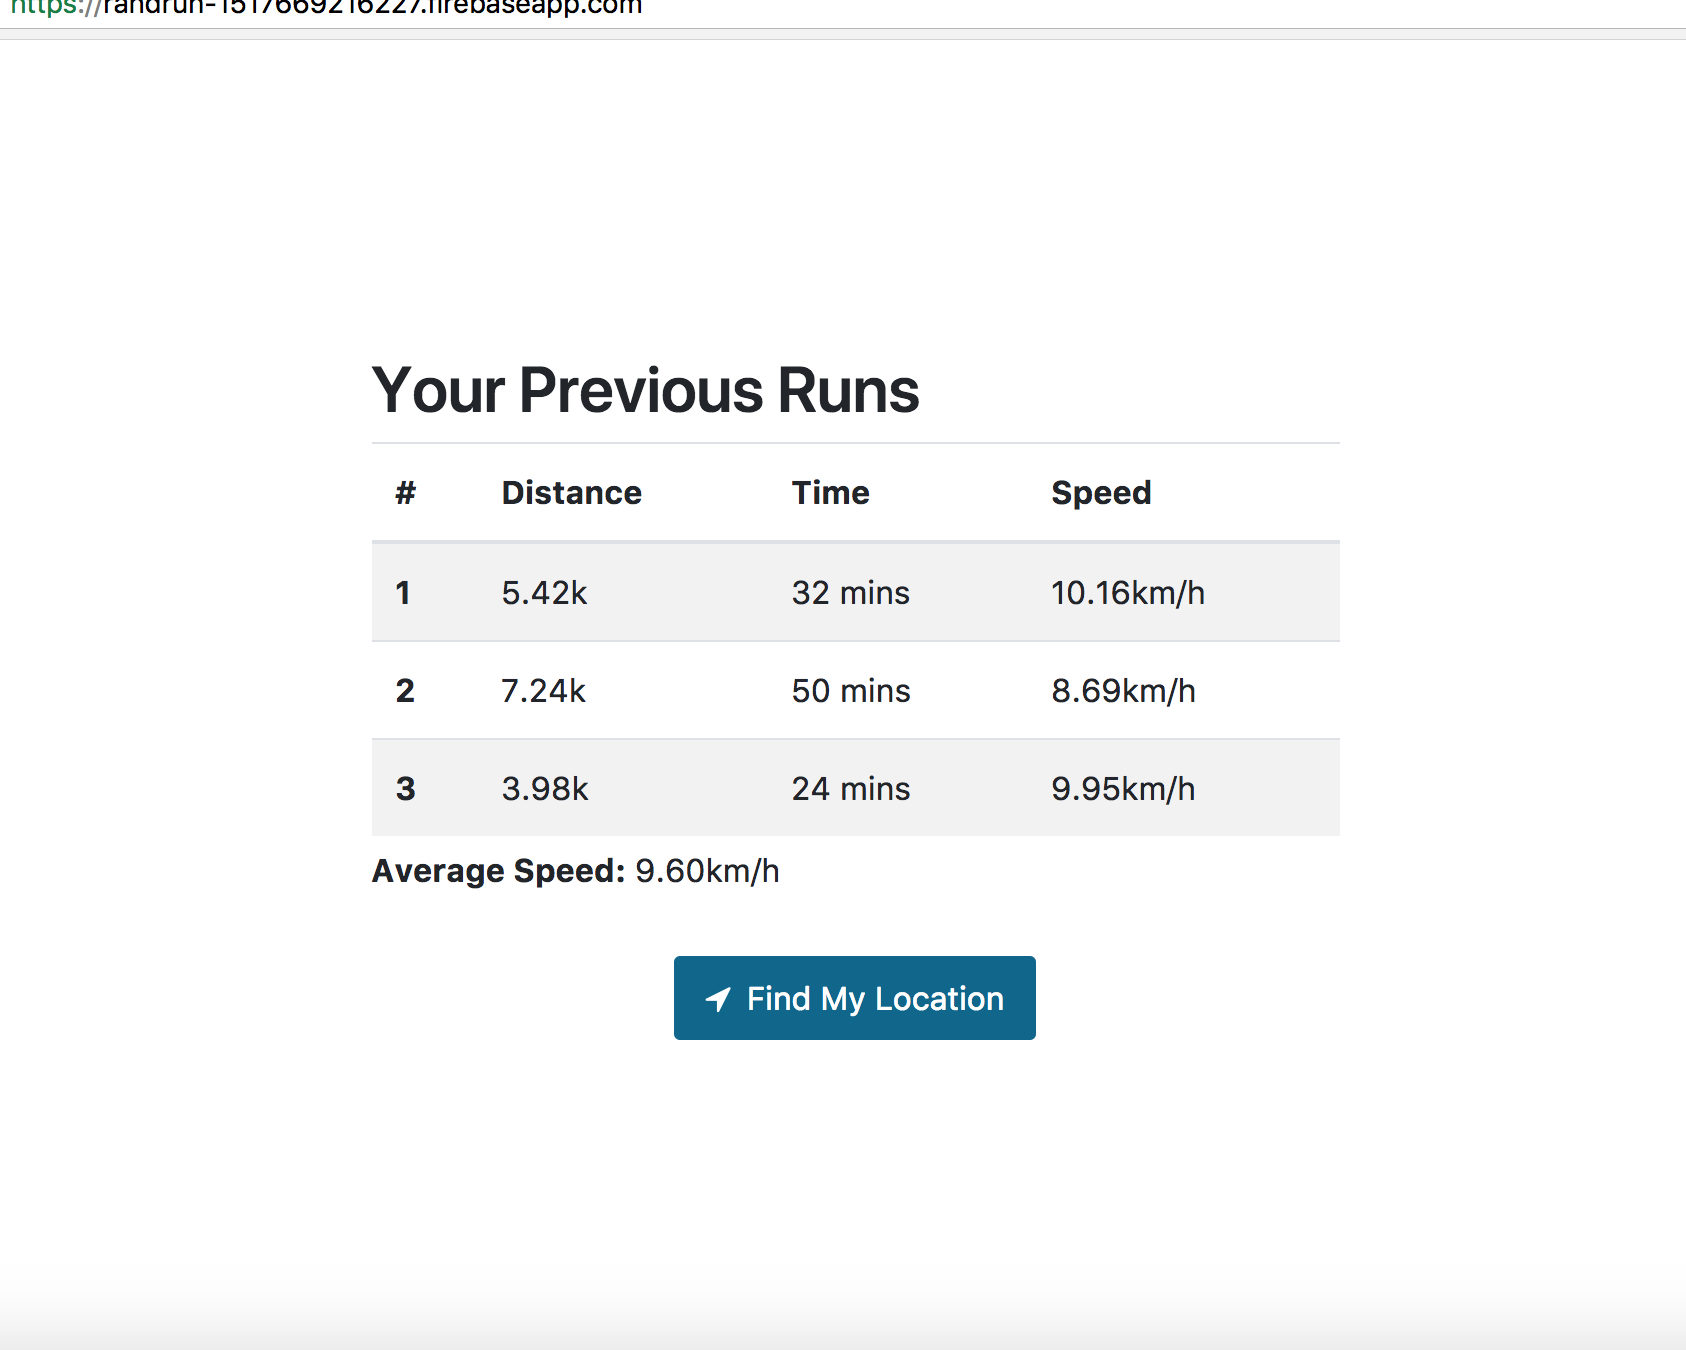 https://randrun-1517669216227.firebaseapp.com
Your Previous Runs
# Distance Time Speed
1 5.42k 32 mins 10.16km/h
2 7.24k 50 mins 8.69km/h
3 3.98k 24 mins 9.95km/h
Average Speed: 9.60km/h
Find My Location